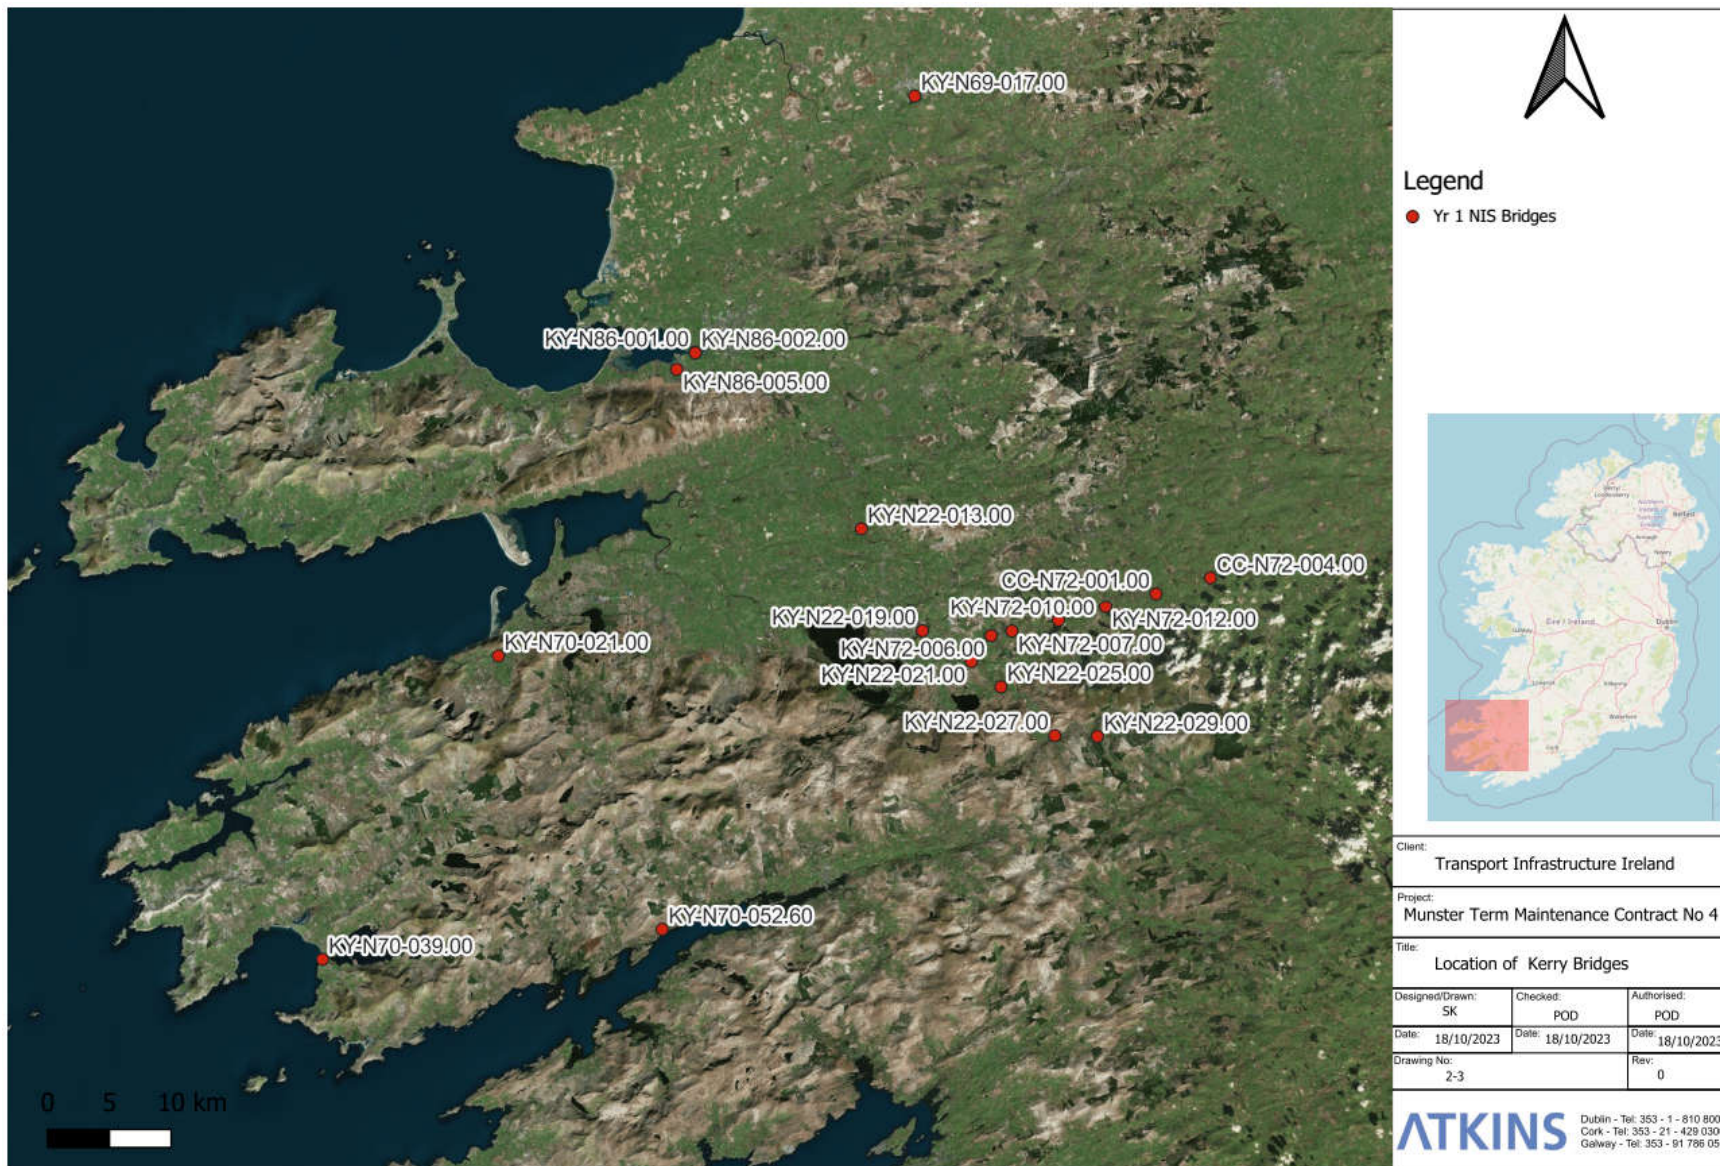 KY-N69-017.00
KY-N86-001.00
KY-N86-002.00
KY-N86-005.00
KY-N22-013.00
CC-N72-004.00
CC-N72-001.00
KY-N72-010.00
KY-N72-012.00
KY-N22-019.00
KY-N72-006.00
KY-N72-007.00
KY-N70-021.00
KY-N22-021.00
KY-N22-025.00
KY-N22-027.00
KY-N22-029.00
KY-N70-052.60
KY-N70-039.00
0 5 10 km
Legend
Yr 1 NIS Bridges
Belfast
Galway
Dublin
Limerick
Kilkenny
Waterford
Cork
Client:
Transport Infrastructure Ireland
Project:
Munster Term Maintenance Contract No 4
Title:
Location of Kerry Bridges
Designed/Drawn:
SK
Checked:
POD
Authorised:
POD
Date: 18/10/2023
Date: 18/10/2023
Date: 18/10/2023
Drawing No:
2-3
Rev:
0
ATKINS
Dublin - Tel: 353 - 1 - 810 800
Cork - Tel: 353 - 21 - 429 030
Galway - Tel: 353 - 91 786 05